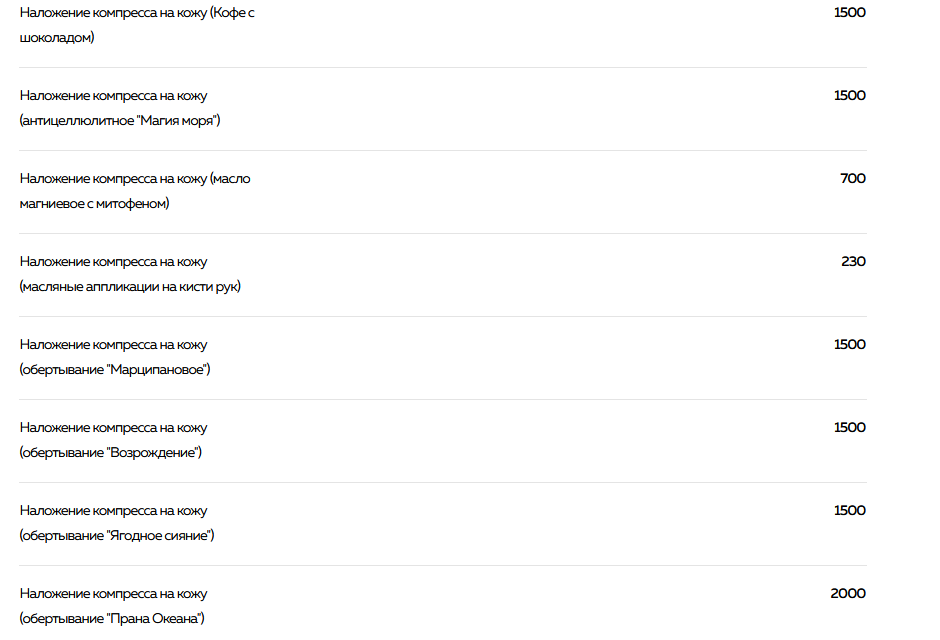 Наложение компресса на кожу (Кофе с 1500
шоколадом)
Наложение компресса на кожу 1500
(антицеллюлитное "Магия моря")
Наложение компресса на кожу (масло 700
магниевое с митофеном)
Наложение компресса на кожу 230
(масляные аппликации на кисти рук)
Наложение компресса на кожу 1500
(обертывание "Марципановое")
Наложение компресса на кожу 1500
(обертывание "Возрождение")
Наложение компресса на кожу 1500
(обертывание "Ягодное сияние")
Наложение компресса на кожу 2000
(обертывание "Прана Океана")